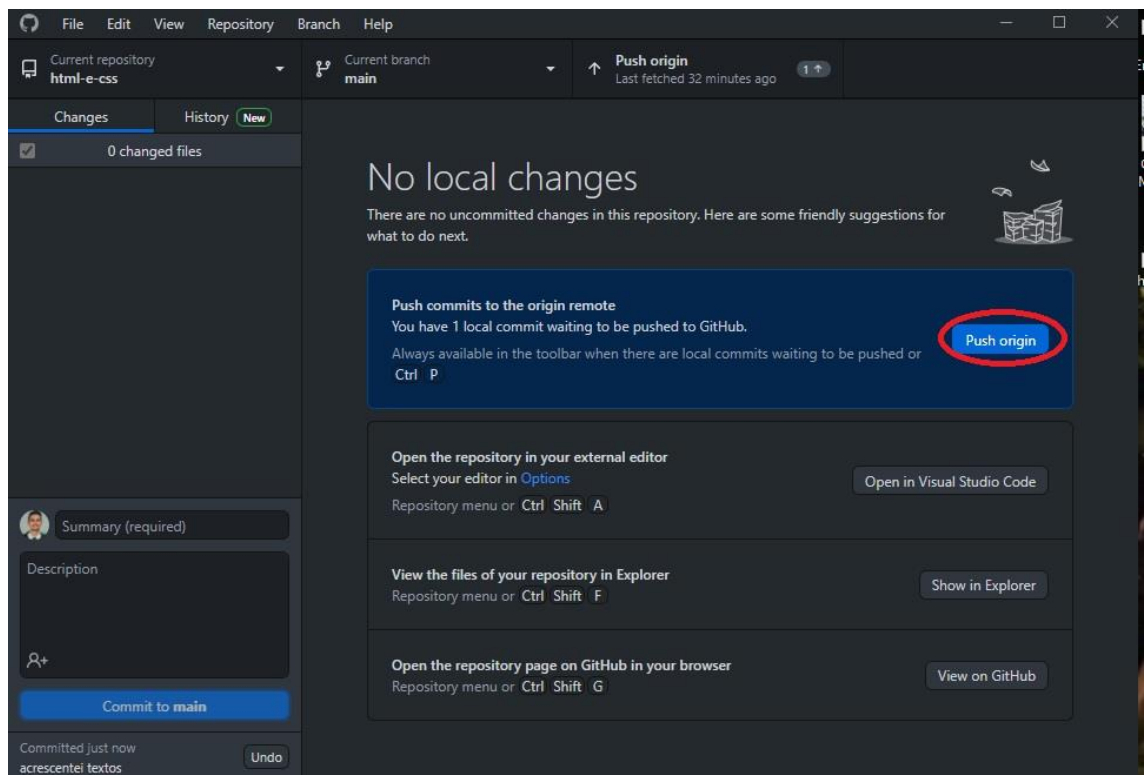 File Edit View Repository Branch Help
Current repository
html-e-css
Current branch
main
Push origin
Last fetched 32 minutes ago
1
Changes
History New
0 changed files
No local changes
There are no uncommitted changes in this repository. Here are some friendly suggestions for
what to do next.
Push commits to the origin remote
You have 1 local commit waiting to be pushed to GitHub.
Always available in the toolbar when there are local commits waiting to be pushed or
Ctrl P
Push origin
Open the repository in your external editor
Select your editor in Options
Repository menu or Ctrl Shift A
Open in Visual Studio Code
View the files of your repository in Explorer
Repository menu or Ctrl Shift F
Show in Explorer
Open the repository page on GitHub in your browser
Repository menu or Ctrl Shift G
View on GitHub
Summary (required)
Description
Commit to main
Committed just now
acrescentei textos
Undo